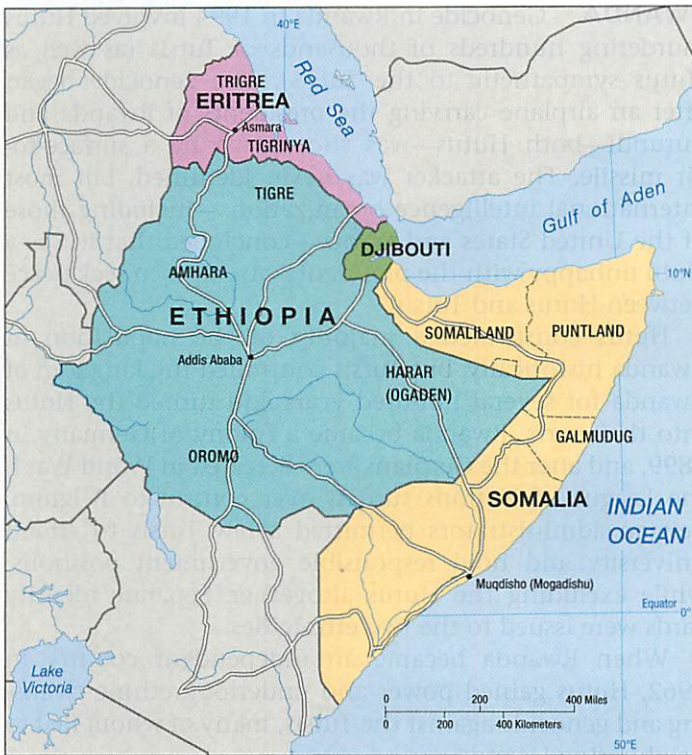 40°E
TRIGRE
ERITREA
Red Sea
Asmara
TIGRINYA
TIGRE
Gulf of Aden
DJIBOUTI
10°N
AMHARA
ETHIOPIA
SOMALILAND
PUNTLAND
Addis Ababa
HARAR
(OGADEN)
GALMUDUG
OROMO
SOMALIA
INDIAN
OCEAN
Muqdisho (Mogadishu)
Equator
0°
Lake
Victoria
0 200 400 Miles
0 200 400 Kilometers
50°E